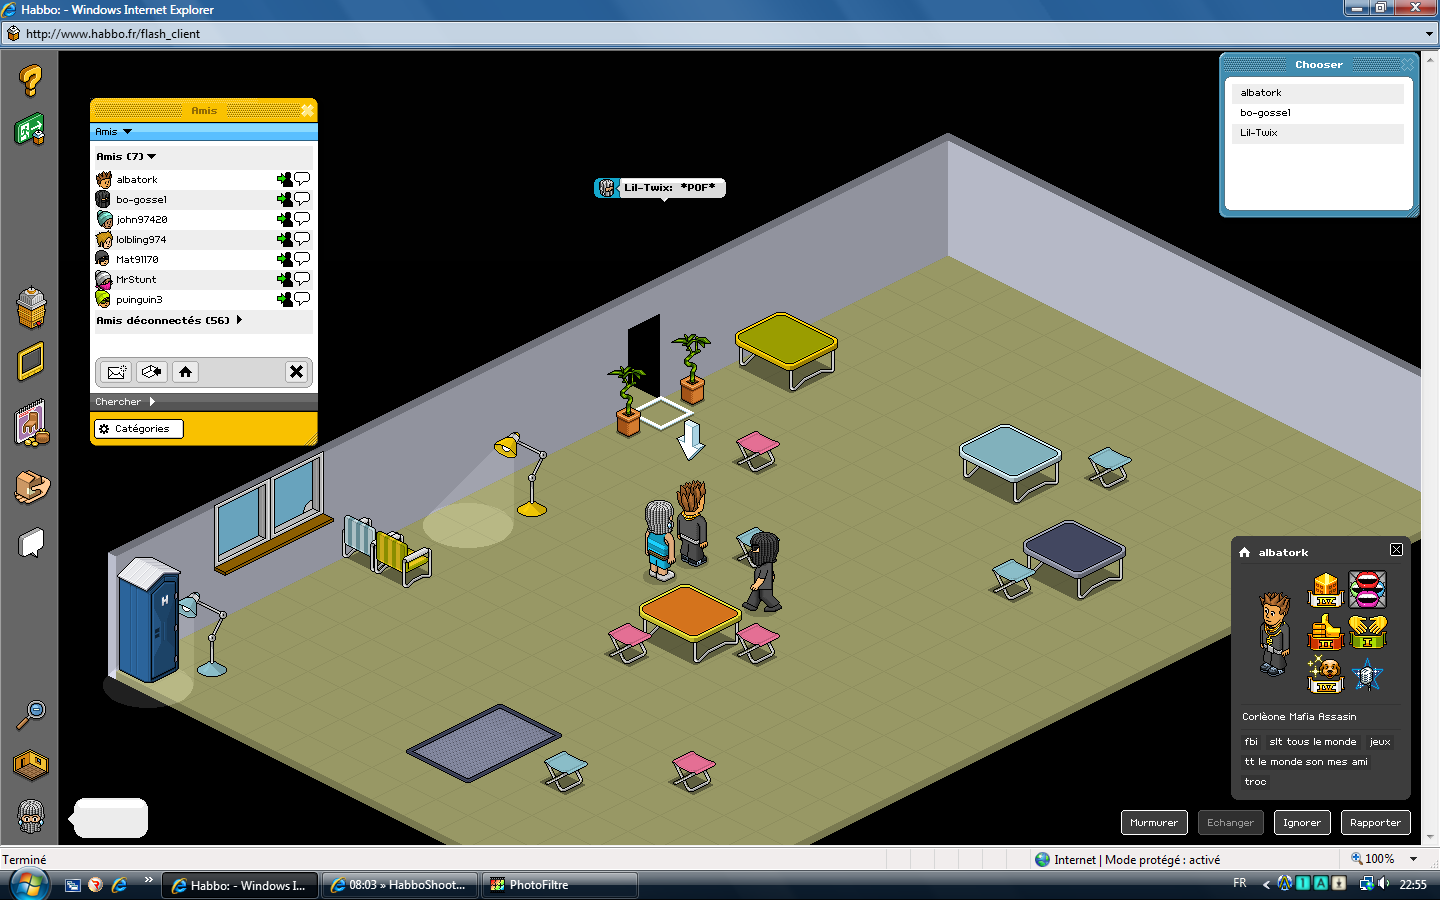 Habbo: - Windows Internet Explorer
http://www.habbo.fr/flash_client
Amis
Amis
Amis (7)
albatork
bo-gosse1
john97420
lolbling974
Mat91170
MrStunt
puinguin3
Amis déconnectés (56)
Chercher
Catégories
Lil-Twix: *POF*
Chooser
albatork
bo-gosse1
Lil-Twix
H
albatork
Corlèone Mafia Assasin
fbi slt tous le monde jeux
tt le monde son mes ami
troc
Murmurer Echanger Ignorer Rapporter
Terminé
Internet | Mode protégé : activé
100%
Habbo: - Windows I...
08:03 » HabboShoot...
PhotoFiltre
FR
22:55